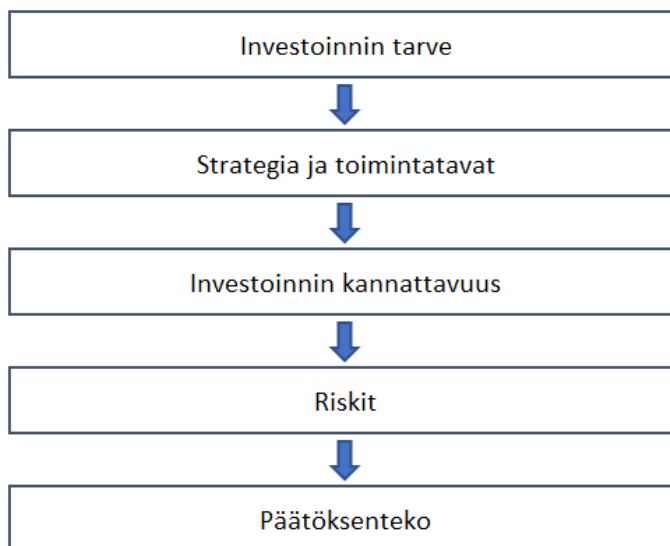 Investoinnin tarve
Strategia ja toimintatavat
Investoinnin kannattavuus
Riskit
Päätöksenteko